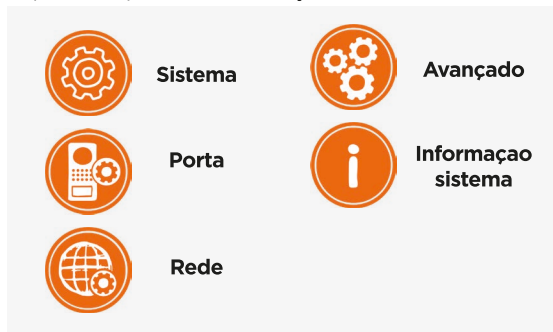 Sistema
Avançado
Porta
Informaçao
sistema
Rede